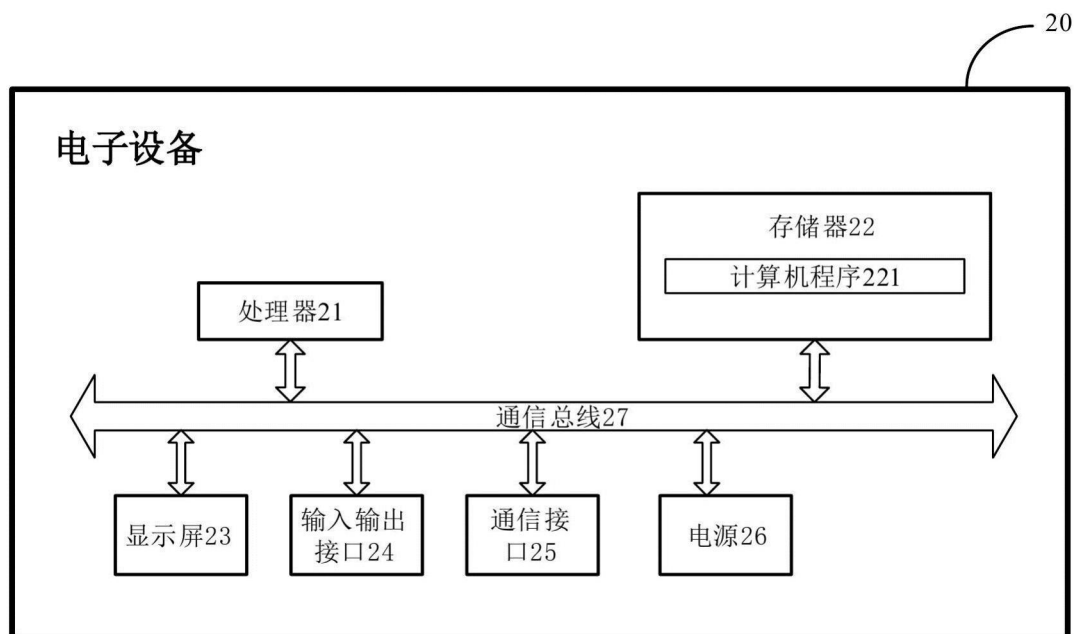 20
电子设备
存储器22
计算机程序221
处理器21
通信总线27
显示屏23
输入输出
接口24
通信接
口25
电源26